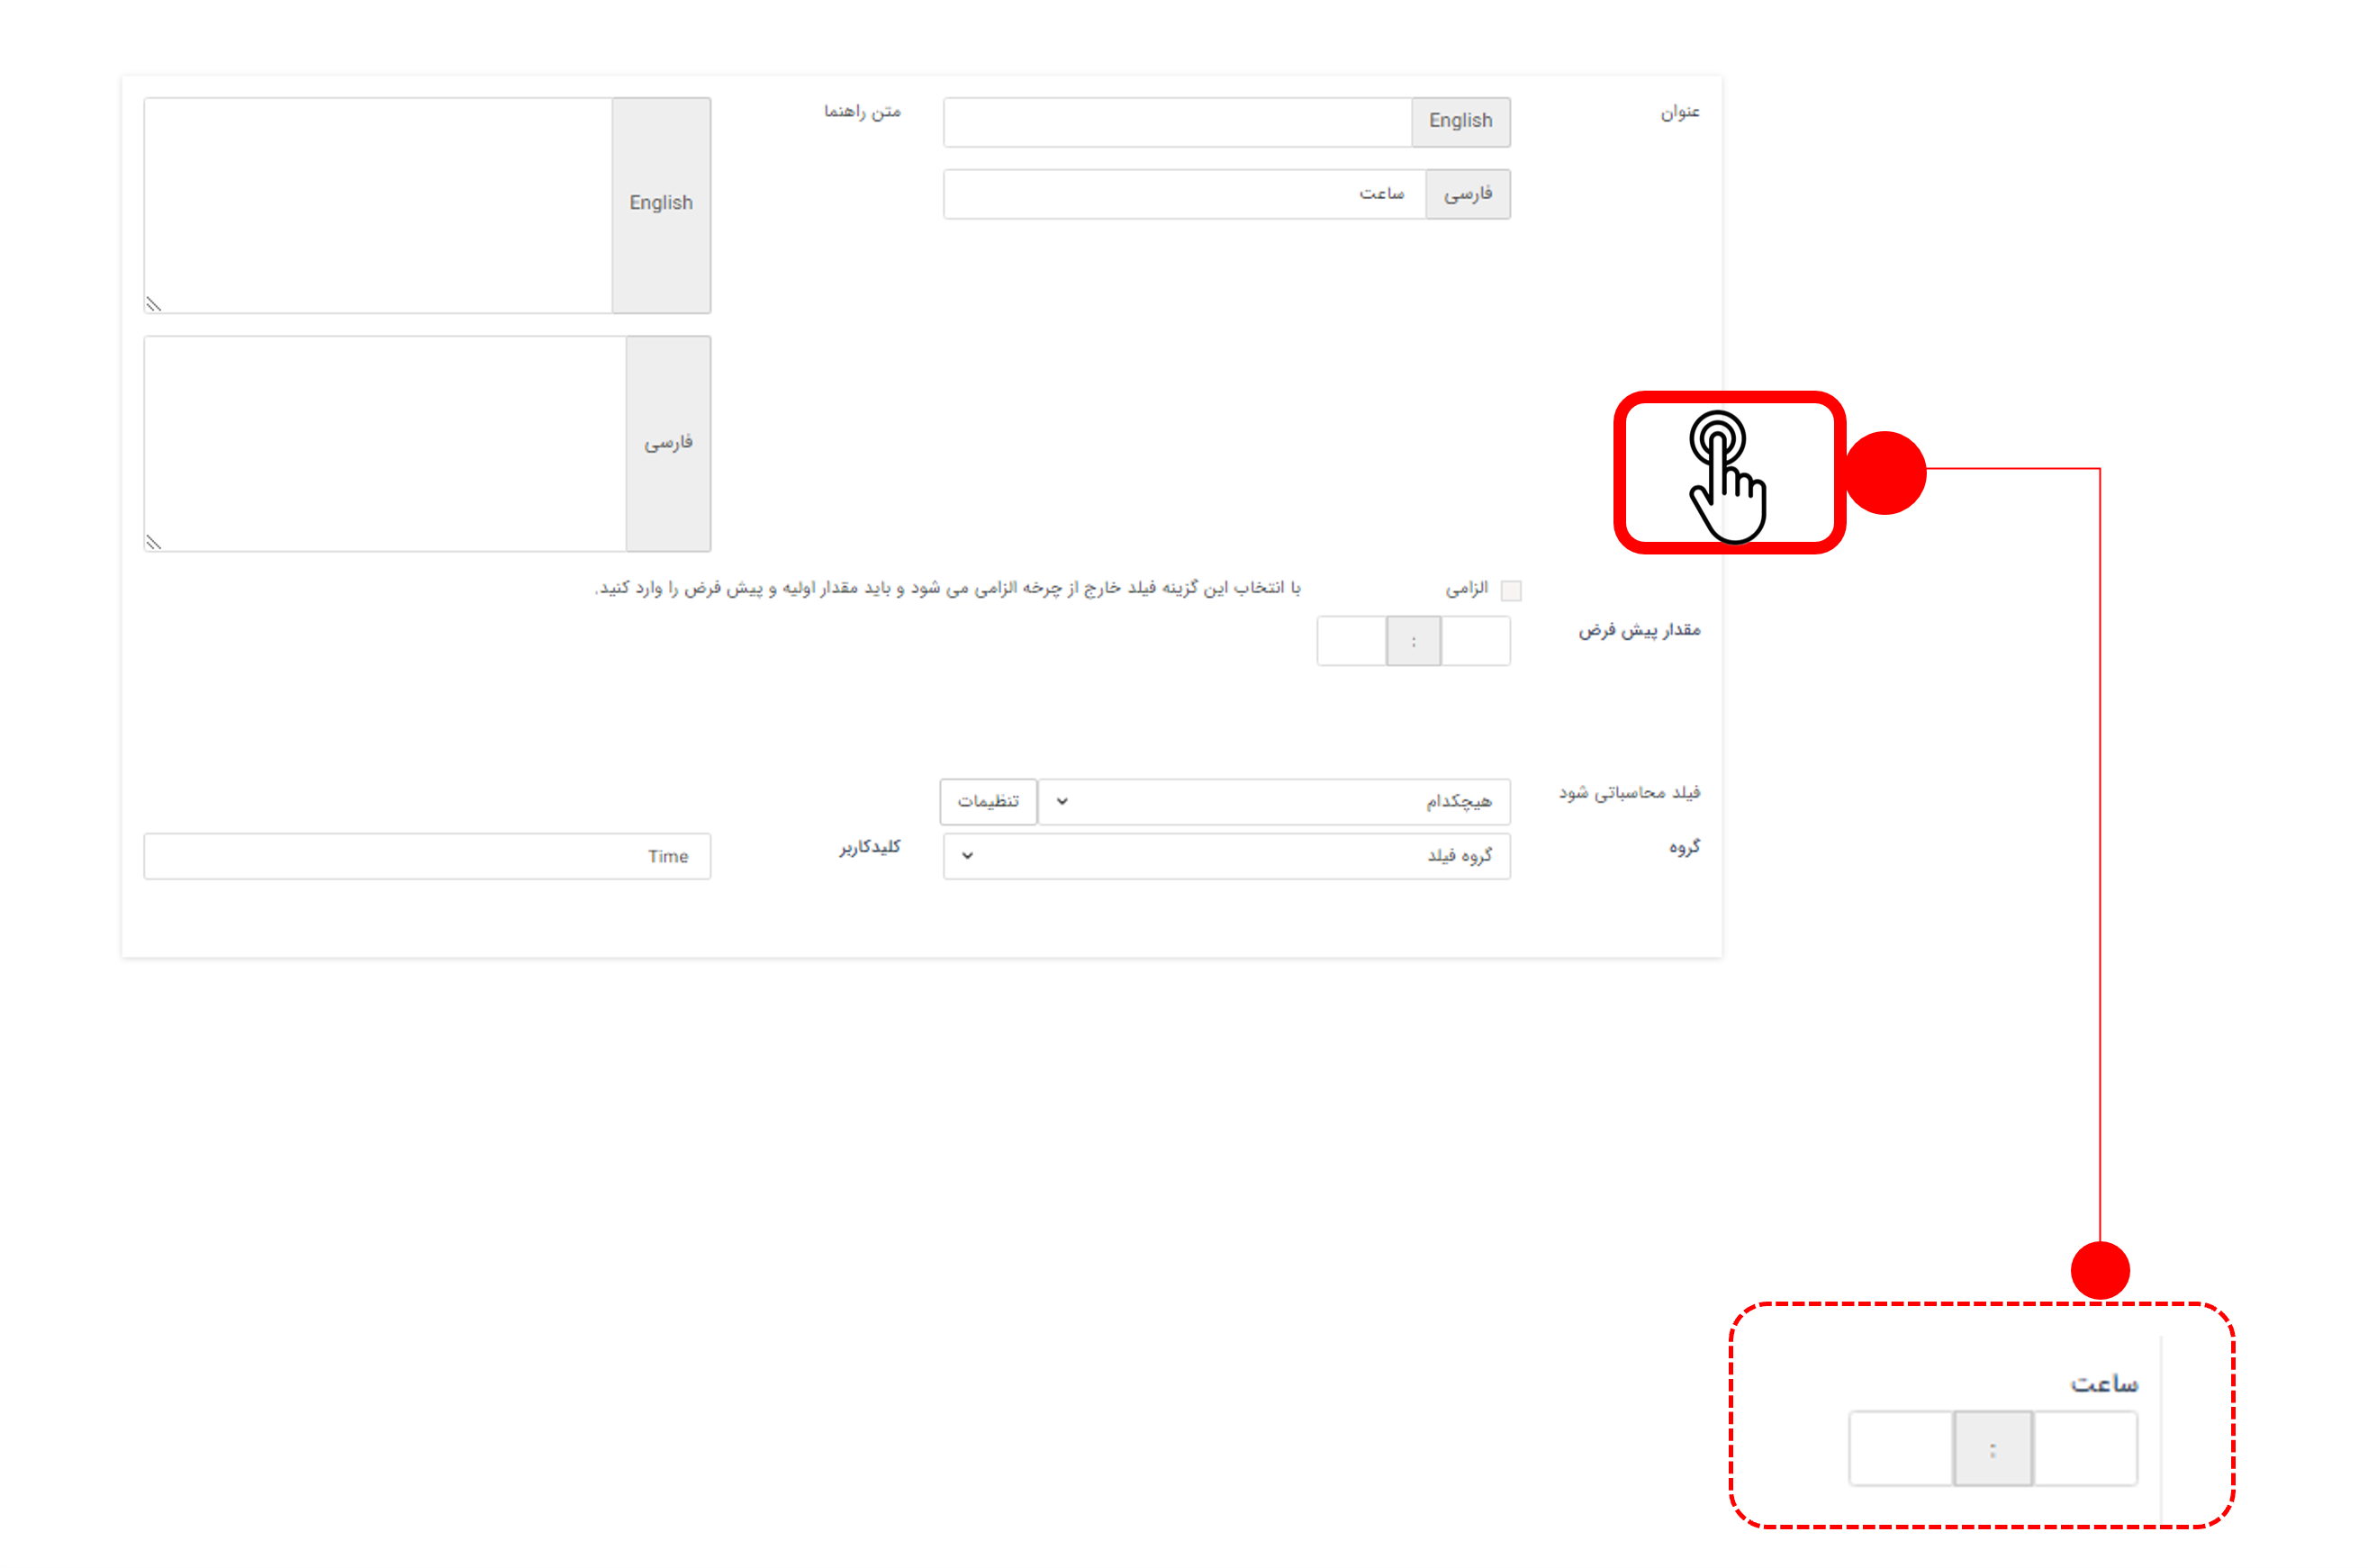 عنوان
English
متن راهنما
English
فارسی
ساعت
فارسی
الزامی
با انتخاب این گزینه فیلد خارج از چرخه الزامی می شود و باید مقدار اولیه و پیش فرض را وارد کنید.
مقدار پیش فرض
:
فیلد محاسباتی شود
هیچکدام
تنظیمات
گروه
گروه فیلد
کلیدکاربر
Time
ساعت
: